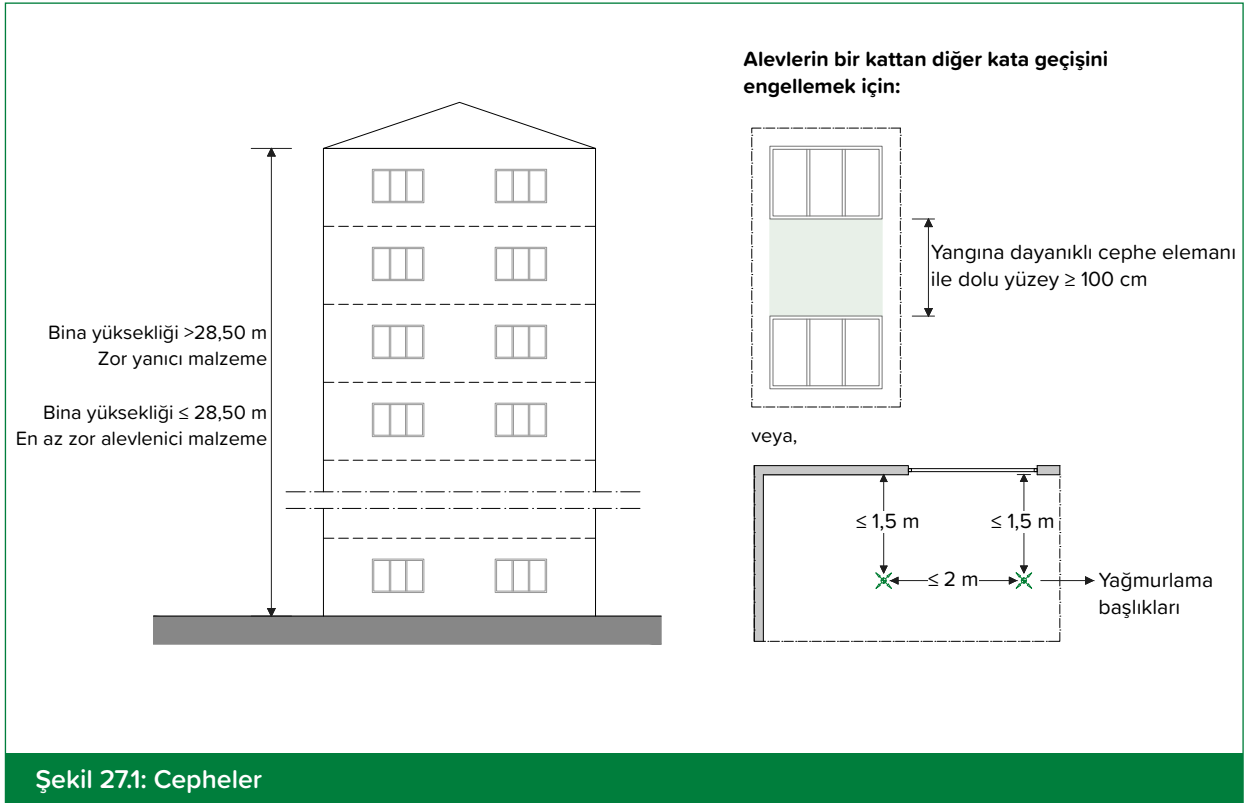 Alevlerin bir kattan diğer kata geçişini
engellemek için:
Bina yüksekliği >28,50 m
Zor yanıcı malzeme
Bina yüksekliği ≤ 28,50 m
En az zor alevlenici malzeme
Yangına dayanıklı cephe elemanı
ile dolu yüzey ≥ 100 cm
veya,
≤ 1,5 m
≤ 1,5 m
≤ 2 m
Yağmurlama
başlıkları
Şekil 27.1: Cepheler